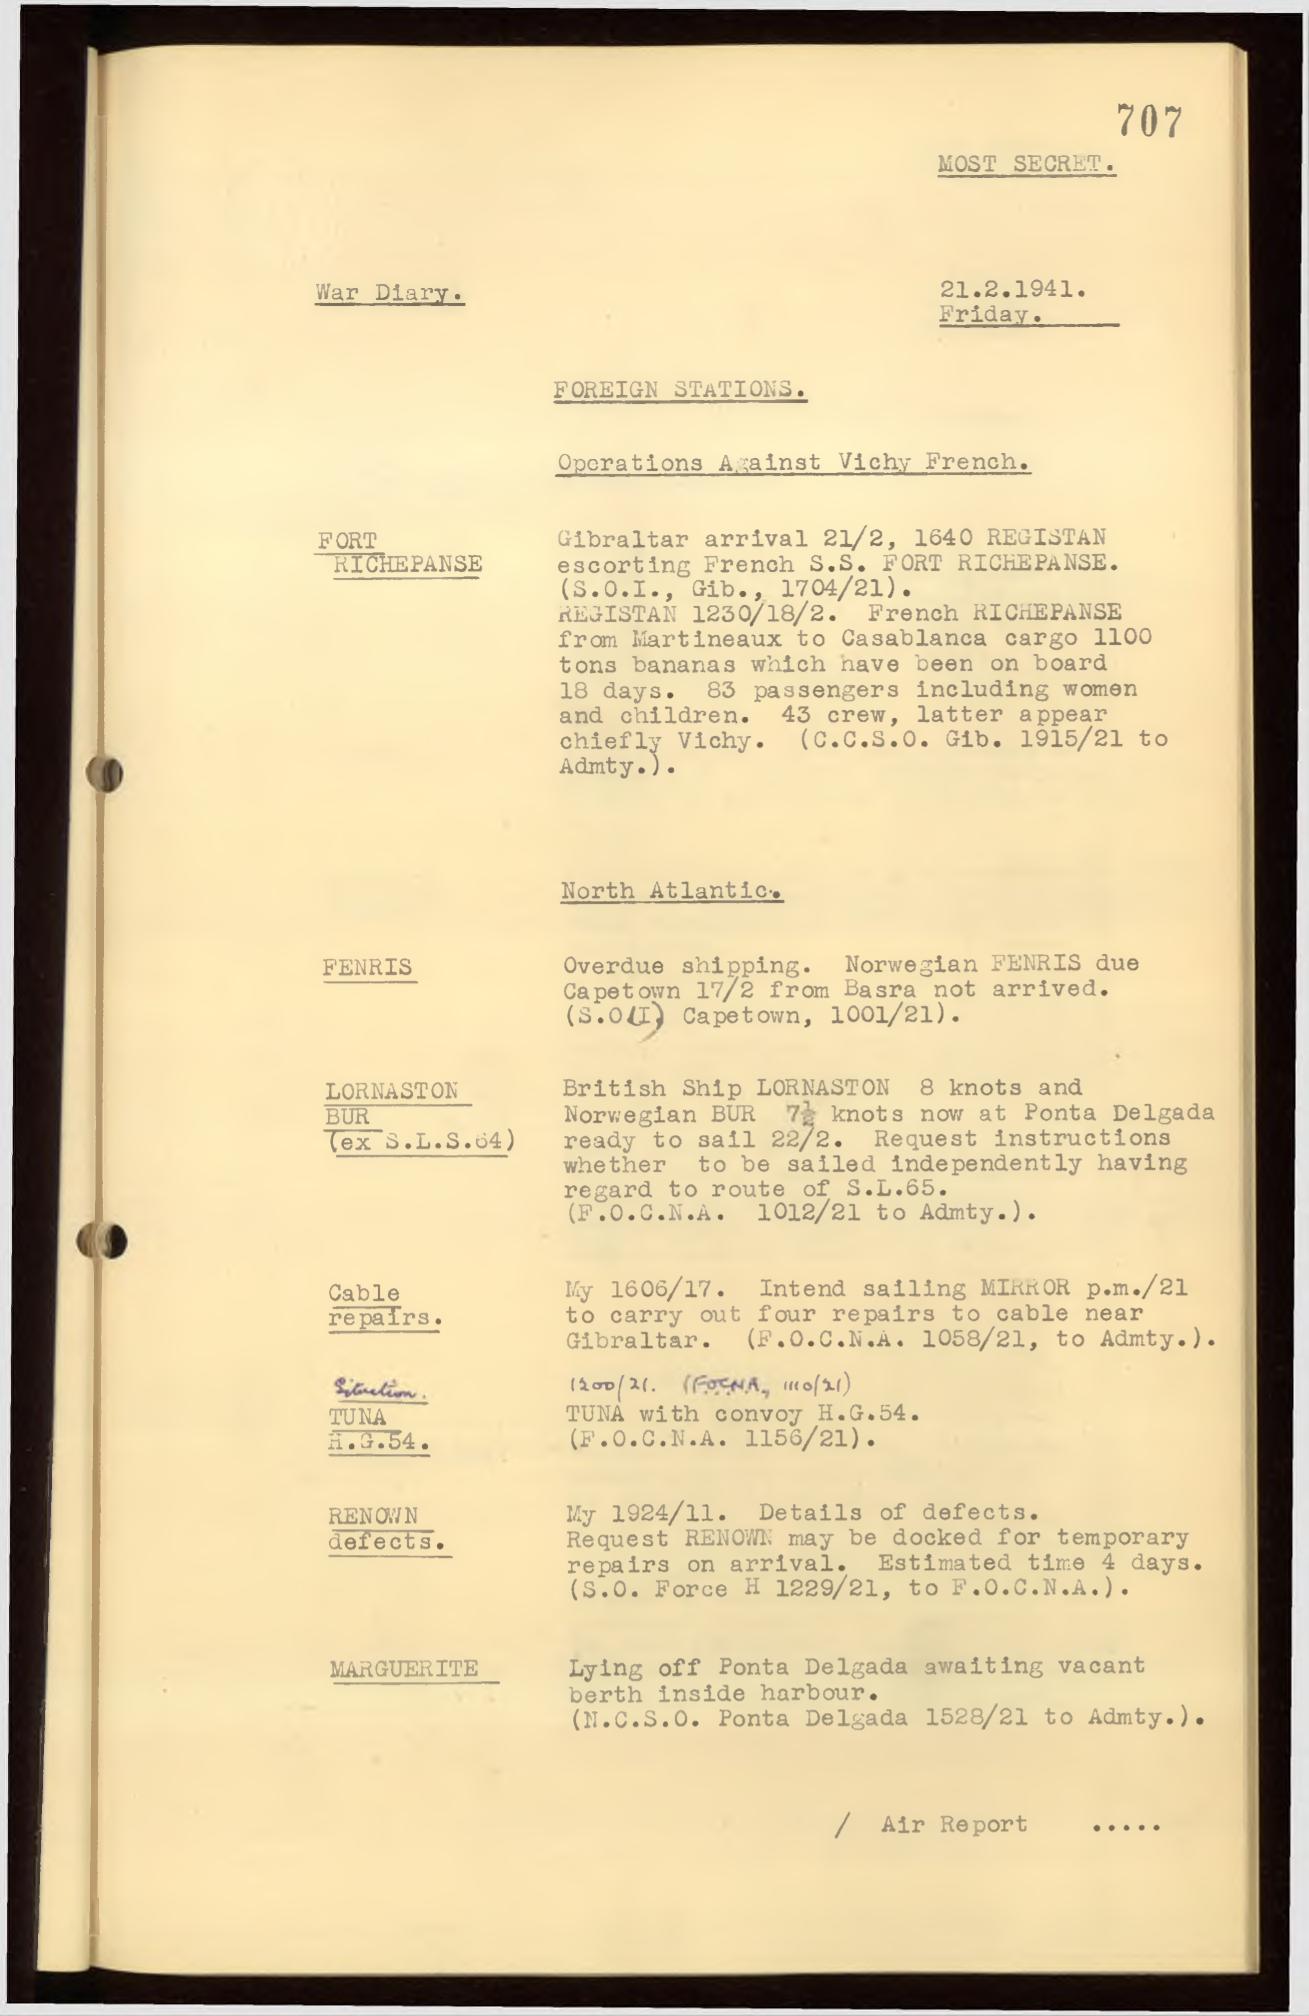 707
MOST SECRET.
War Diary.
21.2.1941.
Friday.
FOREIGN STATIONS.
Operations Against Vichy French.
FORT
RICHEPANSE
Gibraltar arrival 21/2, 1640 REGISTAN
escorting French S.S. FORT RICHEPANSE.
(S.O.I., Gib., 1704/21).
REGISTAN 1230/18/2. French RICHEPANSE
from Martineaux to Casablanca cargo 1100
tons bananas which have been on board
18 days. 83 passengers including women
and children. 43 crew, latter appear
chiefly Vichy. (C.C.S.O. Gib. 1915/21 to
Admty.).
North Atlantic.
FENRIS
Overdue shipping. Norwegian FENRIS due
Capetown 17/2 from Basra not arrived.
(S.O(I) Capetown, 1001/21).
LORNASTON
BUR
(ex S.L.S.64)
British Ship LORNASTON 8 knots and
Norwegian BUR 7½ knots now at Ponta Delgada
ready to sail 22/2. Request instructions
whether to be sailed independently having
regard to route of S.L.65.
(F.O.C.N.A. 1012/21 to Admty.).
Cable
repairs.
My 1606/17. Intend sailing MIRROR p.m./21
to carry out four repairs to cable near
Gibraltar. (F.O.C.N.A. 1058/21, to Admty.).
Situation.
1200/21. (FOCNA, 1110/21)
TUNA
H.G.54.
TUNA with convoy H.G.54.
(F.O.C.N.A. 1156/21).
RENOWN
defects.
My 1924/11. Details of defects.
Request RENOWN may be docked for temporary
repairs on arrival. Estimated time 4 days.
(S.O. Force H 1229/21, to F.O.C.N.A.).
MARGUERITE
Lying off Ponta Delgada awaiting vacant
berth inside harbour.
(N.C.S.O. Ponta Delgada 1528/21 to Admty.).
/ Air Report .....